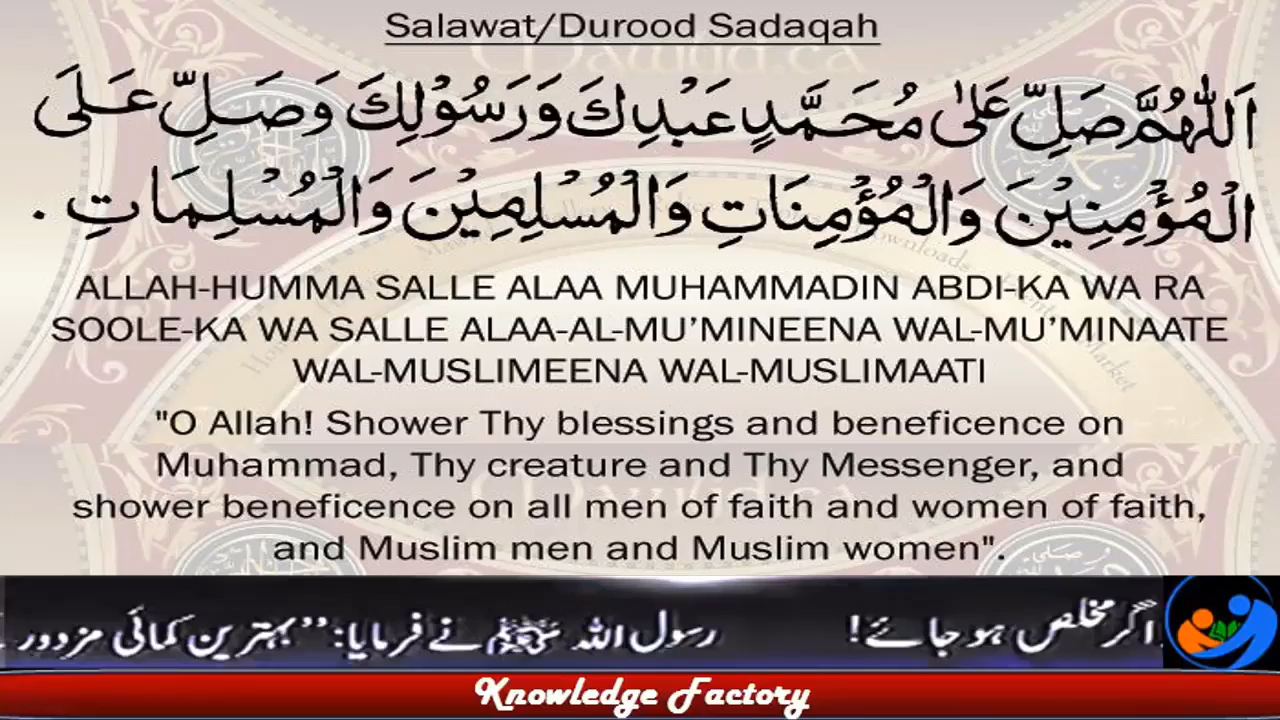 Salawat/Durood Sadaqah
اَللّٰهُمَّ صَلِّ عَلٰى مُحَمَّدٍ عَبْدِكَ وَرَسُوْلِكَ وَصَلِّ عَلَى
الْمُؤْمِنِيْنَ وَالْمُؤْمِنَاتِ وَالْمُسْلِمِيْنَ وَالْمُسْلِمَاتِ .
ALLAH-HUMMA SALLE ALAA MUHAMMADIN ABDI-KA WA RA
SOOLE-KA WA SALLE ALAA-AL-MU’MINEENA WAL-MU’MINAATE
WAL-MUSLIMEENA WAL-MUSLIMAATI
"O Allah! Shower Thy blessings and beneficence on
Muhammad, Thy creature and Thy Messenger, and
shower beneficence on all men of faith and women of faith,
and Muslim men and Muslim women".
اگر مخلص ہو جائے! رسول اللہ ﷺ نے فرمایا: ’’بہترین کمائی مزدور
Knowledge Factory